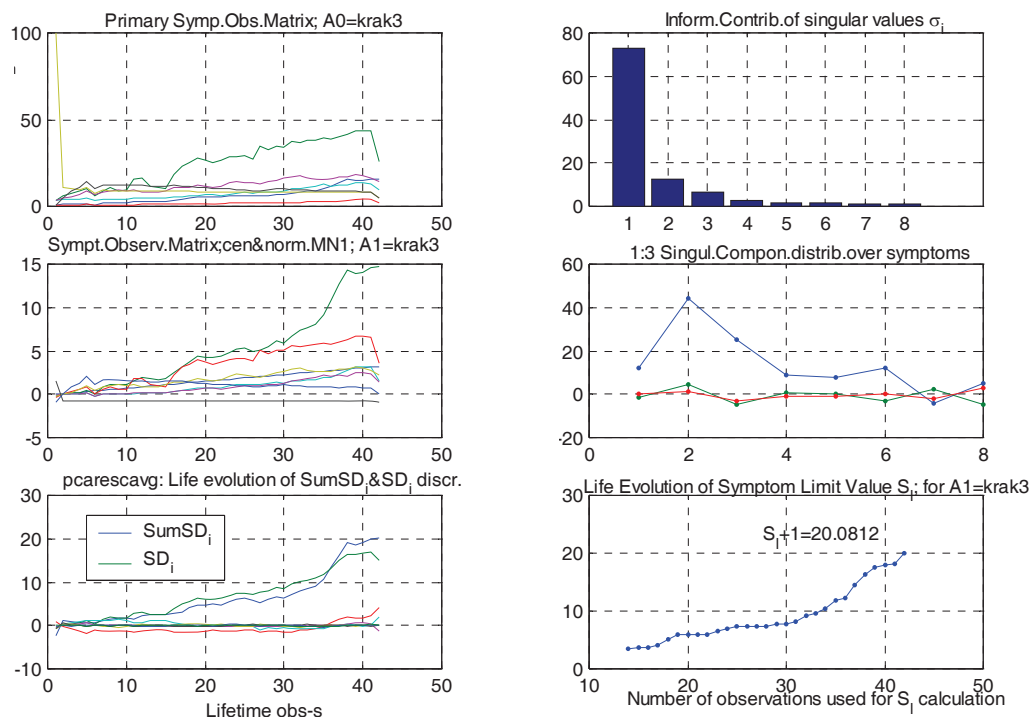 Primary Symp.Obs.Matrix; A0=krak3
100
50
0
0 10 20 30 40 50
Inform.Contrib.of singular values σi
80
60
40
20
0
1 2 3 4 5 6 7 8
Sympt.Observ.Matrix;cen&norm.MN1; A1=krak3
15
10
5
0
-5
0 10 20 30 40 50
1:3 Singul.Compon.distrib.over symptoms
60
40
20
0
-20
0 2 4 6 8
pcarescavg: Life evolution of SumSDi&SDi discr.
30
20
10
0
-10
SumSDi
SDi
0 10 20 30 40 50
Lifetime obs-s
Life Evolution of Symptom Limit Value Sl; for A1=krak3
30
20
10
0
Sl+1=20.0812
10 20 30 40 50
Number of observations used for Sl calculation